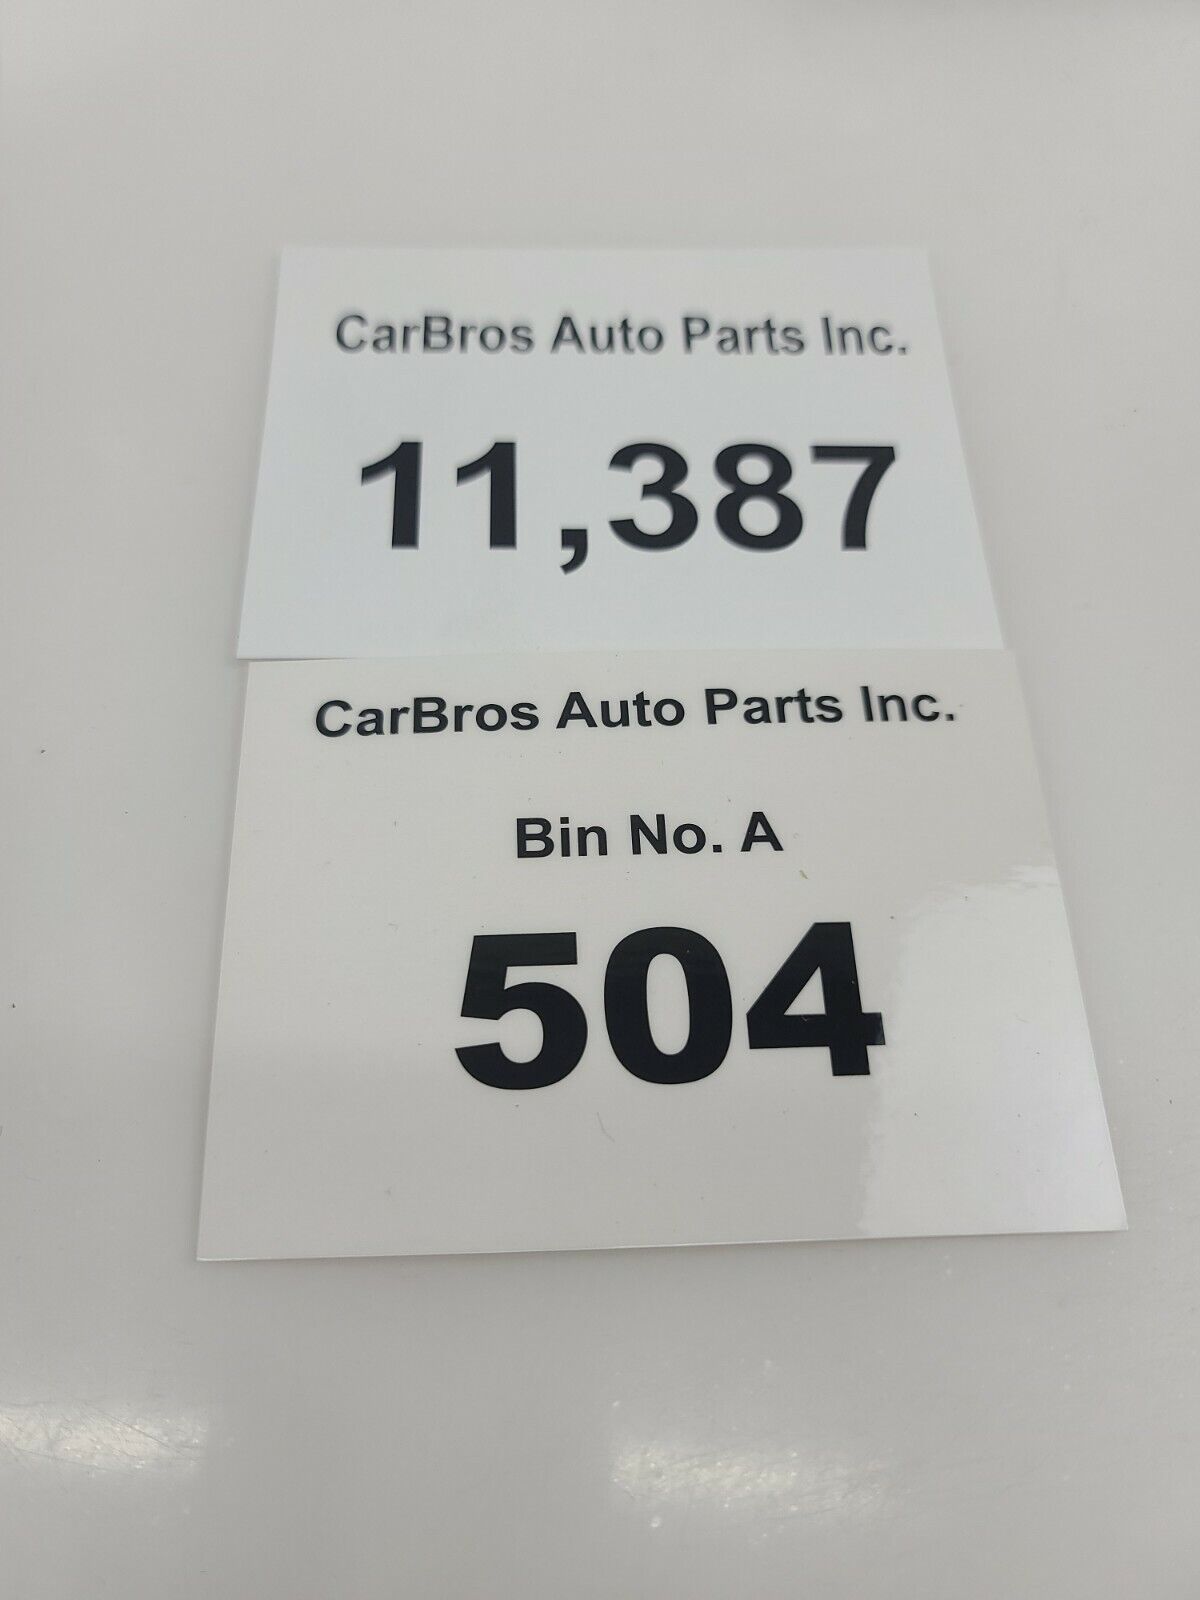 CarBros Auto Parts Inc.
11,387
CarBros Auto Parts Inc.
Bin No. A
504